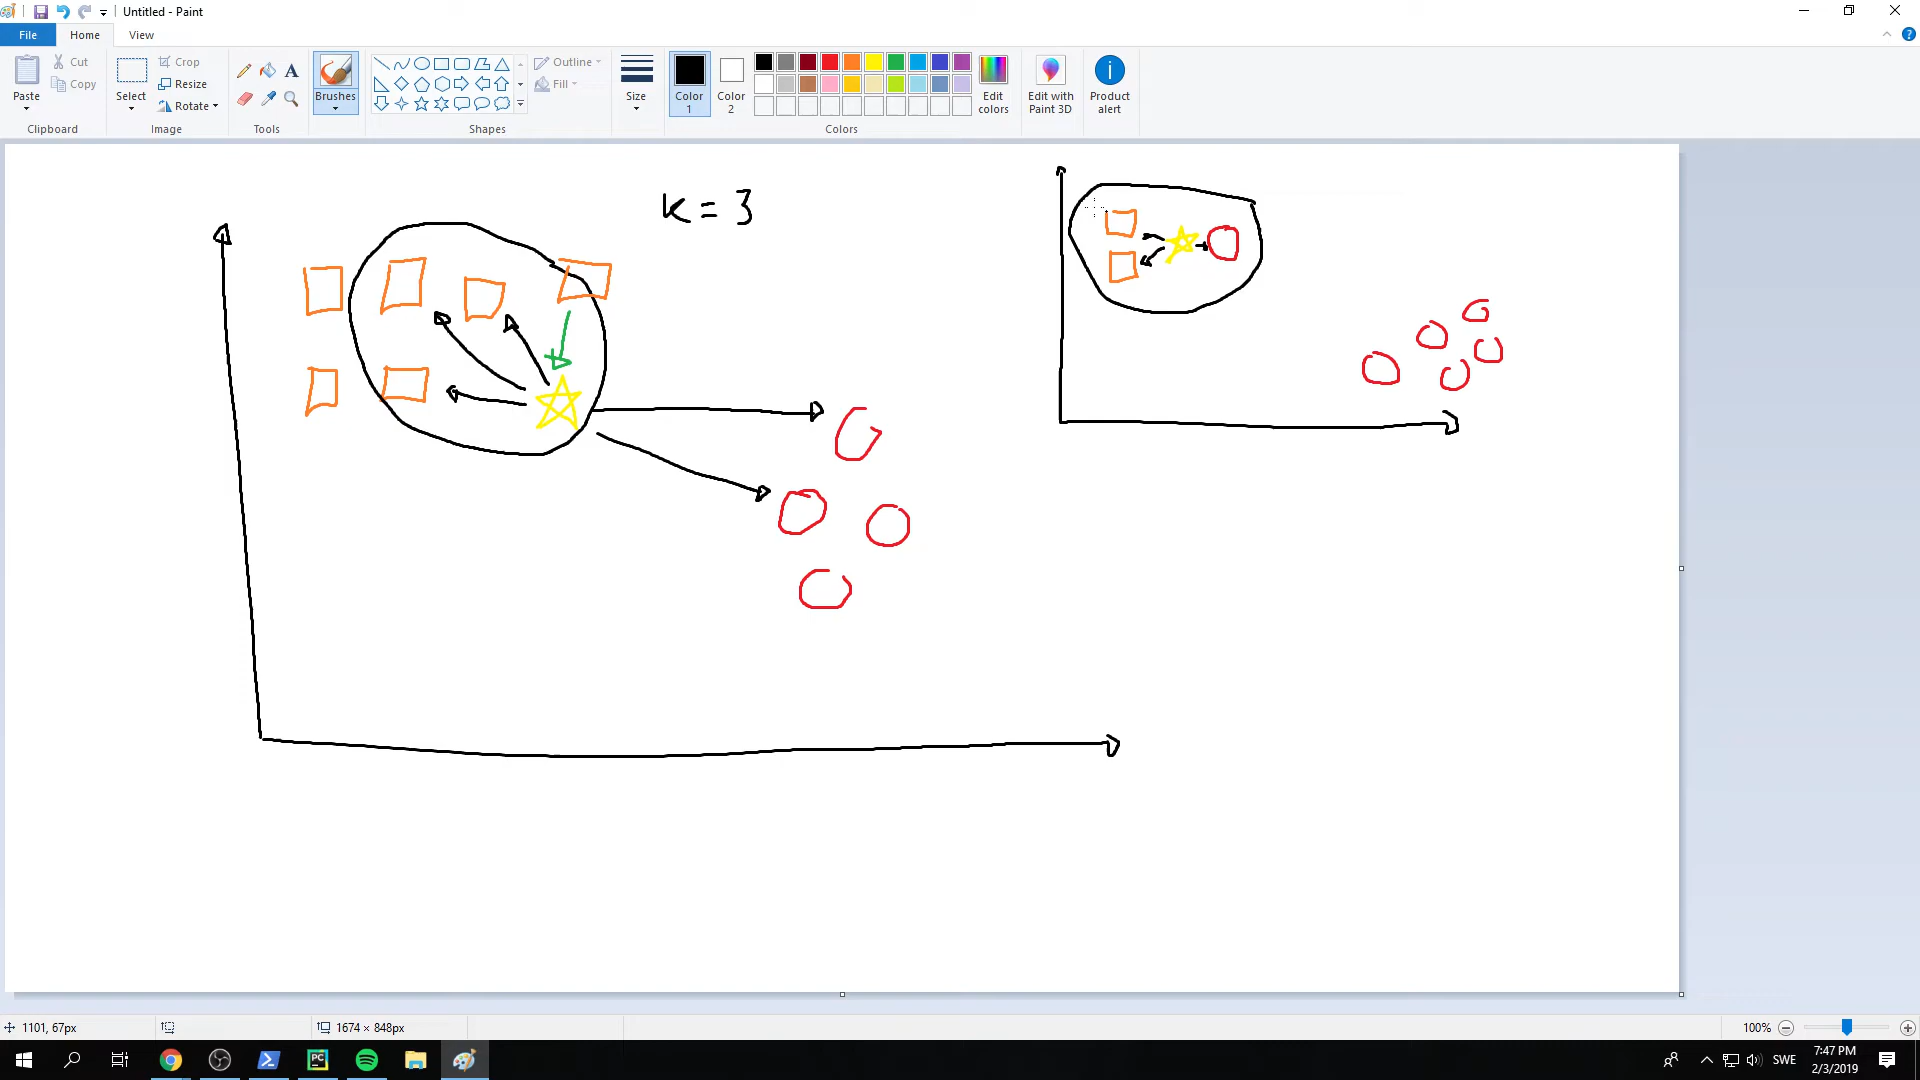 Untitled - Paint
File Home View
Paste
Cut
Copy
Clipboard
Select
Crop
Resize
Rotate
Image
Tools
Brushes
Shapes
Outline
Fill
Size
Color 1
Color 2
Colors
Edit colors
Edit with Paint 3D
Product alert
K = 3
1101, 67px
1674 × 848px
100%
PC
SWE
7:47 PM
2/3/2019